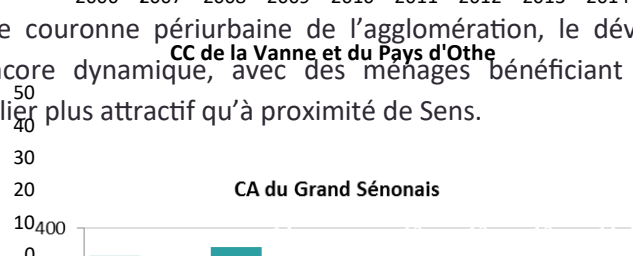 e couronne périurbaine de l'agglomération, le dév
CC de la Vanne et du Pays d'Othe
ncore dynamique, avec des ménages bénéficiant
50
lier plus attractif qu'à proximité de Sens.
40
30
20
CA du Grand Sénonais
10
400
0